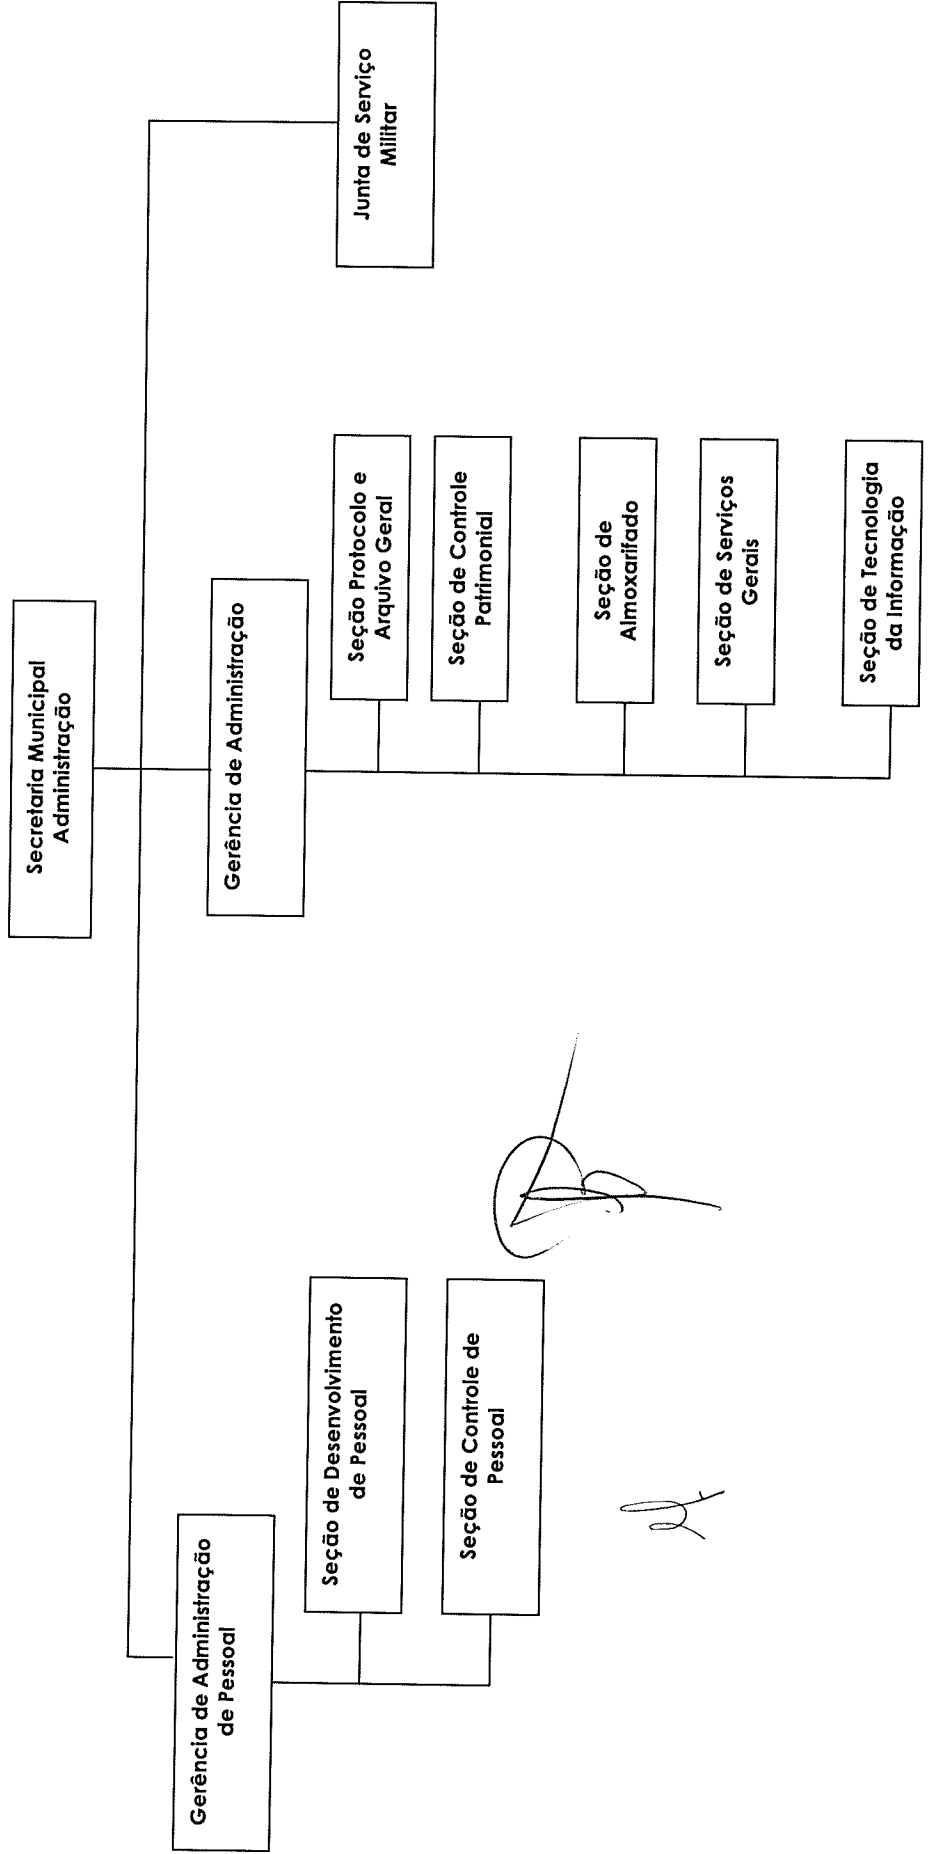 Secretaria Municipal
Administração
Gerência de Administração
de Pessoal
Seção de Desenvolvimento
de Pessoal
Seção de Controle de
Pessoal
Gerência de Administração
Seção Protocolo e
Arquivo Geral
Seção de Controle
Patrimonial
Seção de
Almoxarifado
Seção de Serviços
Gerais
Seção de Tecnologia
da Informação
Junta de Serviço
Militar